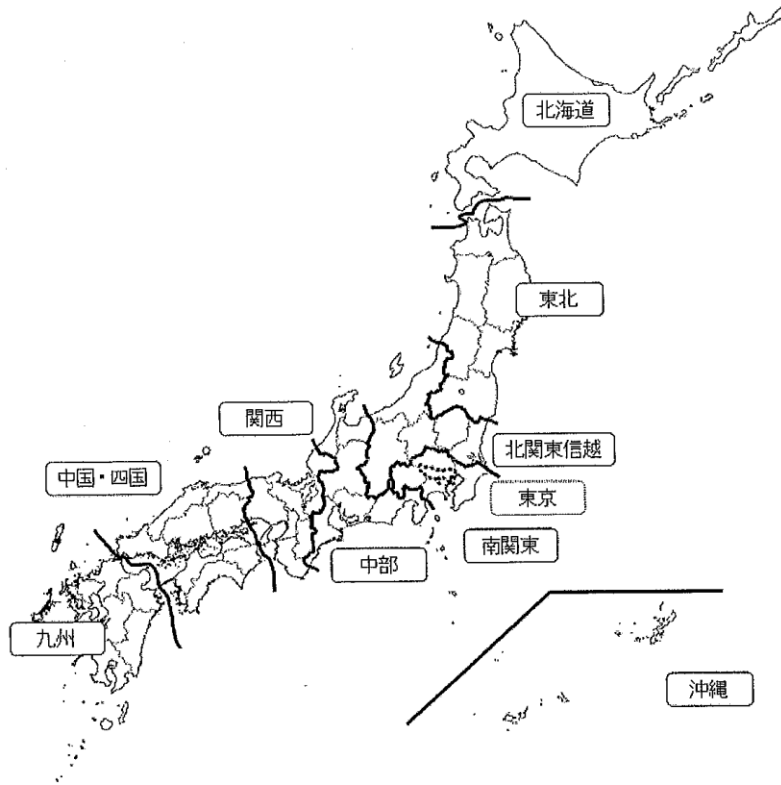 北海道
東北
関西
北関東信越
中国・四国
東京
南関東
中部
九州
沖縄